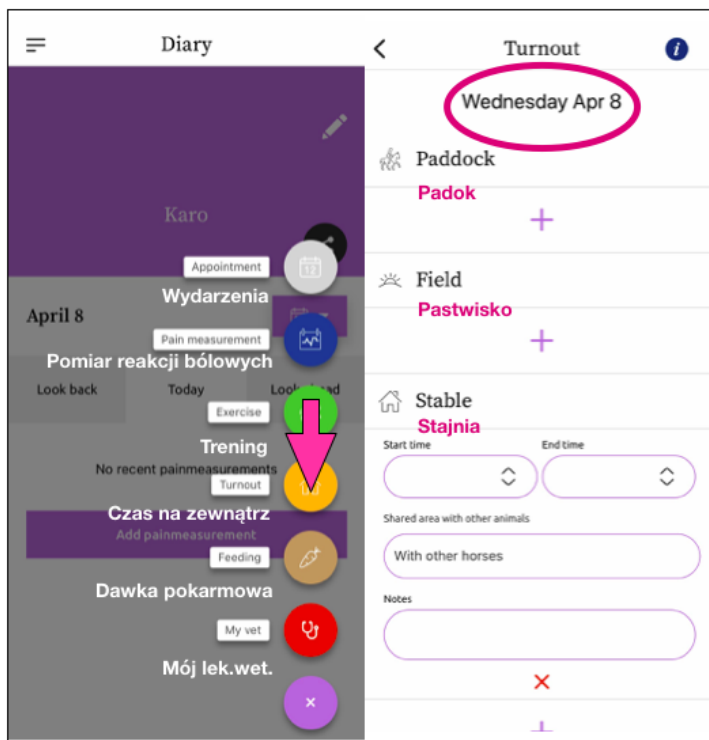 Diary
Karo
Appointment
Wydarzenia
April 8
Pain measurement
Pomiar reakcji bólowych
Look back
Today
Exercise
Trening
No recent painmeasurements
Turnout
Czas na zewnątrz
Add painmeasurement
Feeding
Dawka pokarmowa
My vet
Mój lek.wet.
Turnout
Wednesday Apr 8
Paddock
Padok
Field
Pastwisko
Stable
Stajnia
Start time
End time
Shared area with other animals
With other horses
Notes